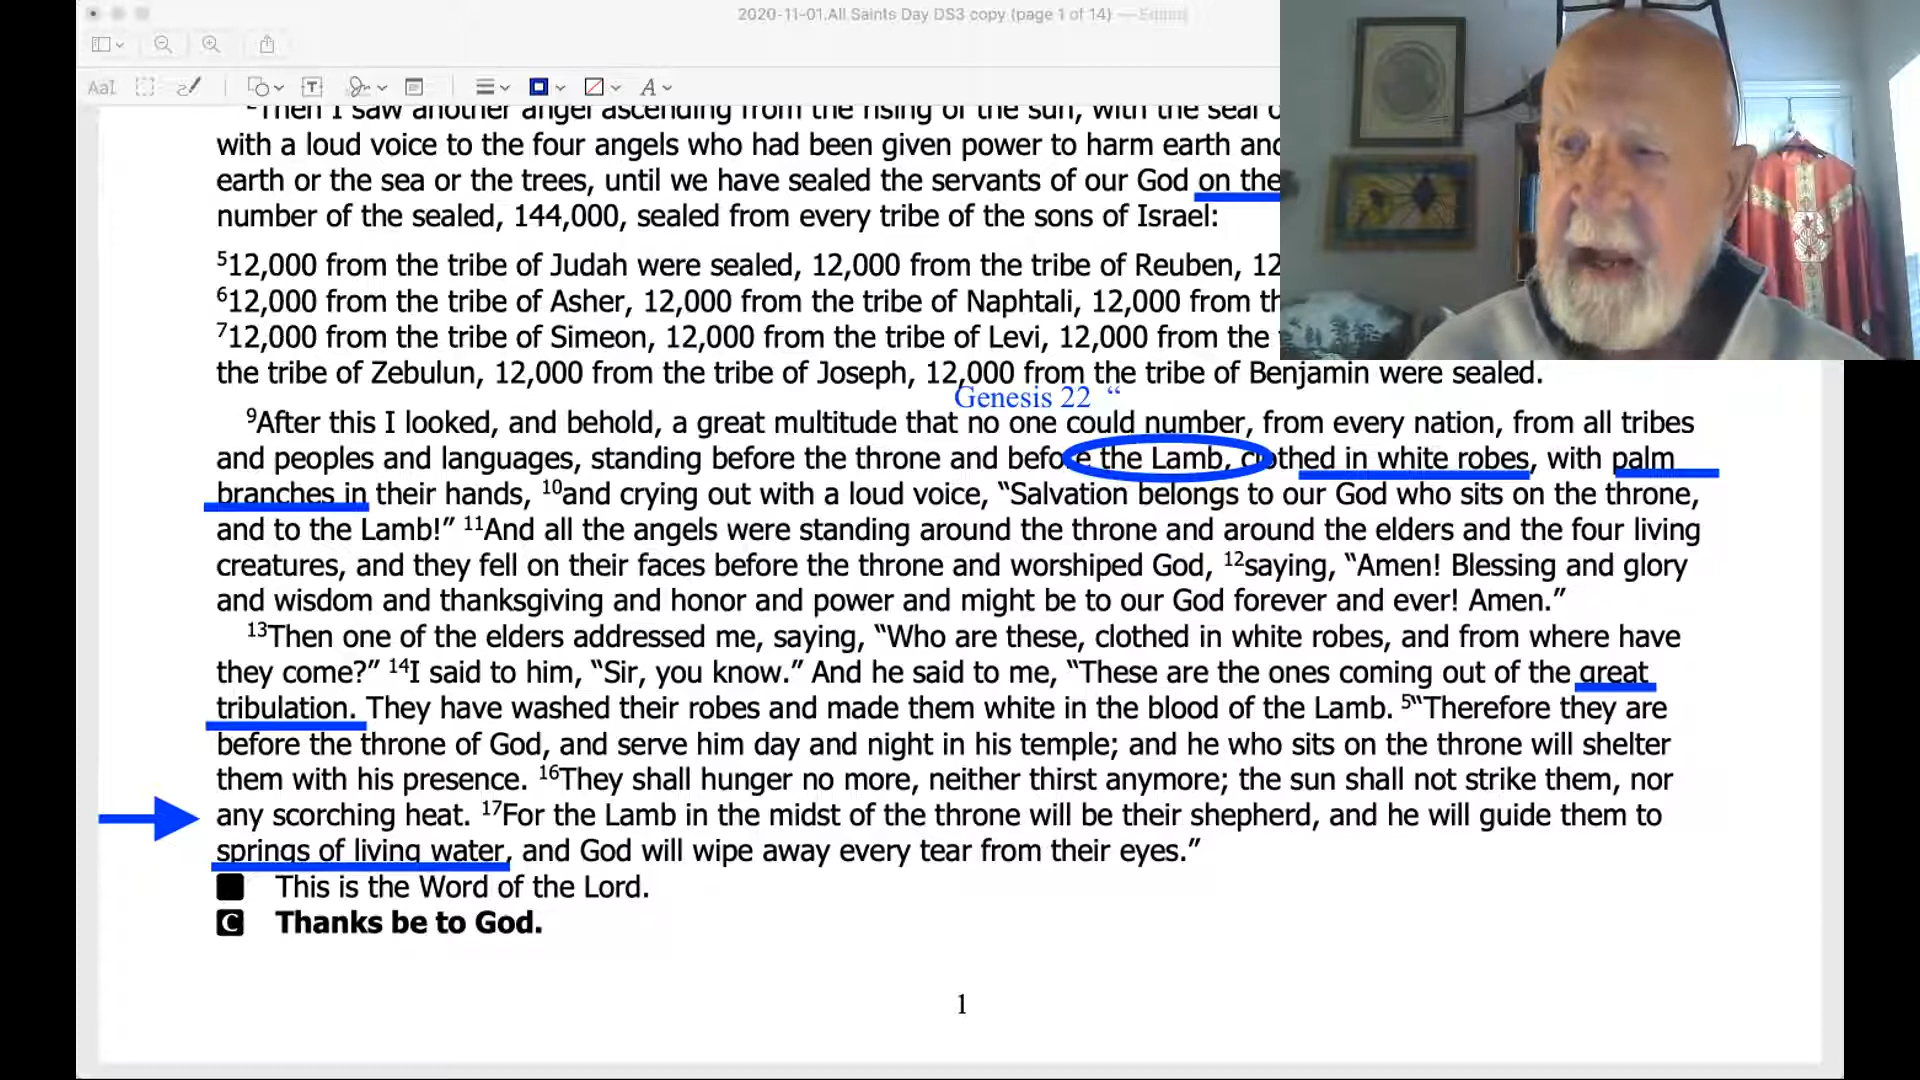 2020-11-01.All Saints Day DS3 copy (page 1 of 14) — Edited
AaI T A
2Then I saw another angel ascending from the rising of the sun, with the seal o
with a loud voice to the four angels who had been given power to harm earth and
earth or the sea or the trees, until we have sealed the servants of our God on the
number of the sealed, 144,000, sealed from every tribe of the sons of Israel:
512,000 from the tribe of Judah were sealed, 12,000 from the tribe of Reuben, 12
612,000 from the tribe of Asher, 12,000 from the tribe of Naphtali, 12,000 from th
712,000 from the tribe of Simeon, 12,000 from the tribe of Levi, 12,000 from the
the tribe of Zebulun, 12,000 from the tribe of Joseph, 12,000 from the tribe of Benjamin were sealed.
Genesis 22 “
9After this I looked, and behold, a great multitude that no one could number, from every nation, from all tribes
and peoples and languages, standing before the throne and before the Lamb, clothed in white robes, with palm
branches in their hands, 10and crying out with a loud voice, “Salvation belongs to our God who sits on the throne,
and to the Lamb!” 11And all the angels were standing around the throne and around the elders and the four living
creatures, and they fell on their faces before the throne and worshiped God, 12saying, “Amen! Blessing and glory
and wisdom and thanksgiving and honor and power and might be to our God forever and ever! Amen.”
13Then one of the elders addressed me, saying, “Who are these, clothed in white robes, and from where have
they come?” 14I said to him, “Sir, you know.” And he said to me, “These are the ones coming out of the great
tribulation. They have washed their robes and made them white in the blood of the Lamb. 5“Therefore they are
before the throne of God, and serve him day and night in his temple; and he who sits on the throne will shelter
them with his presence. 16They shall hunger no more, neither thirst anymore; the sun shall not strike them, nor
any scorching heat. 17For the Lamb in the midst of the throne will be their shepherd, and he will guide them to
springs of living water, and God will wipe away every tear from their eyes.”
This is the Word of the Lord.
C Thanks be to God.
1